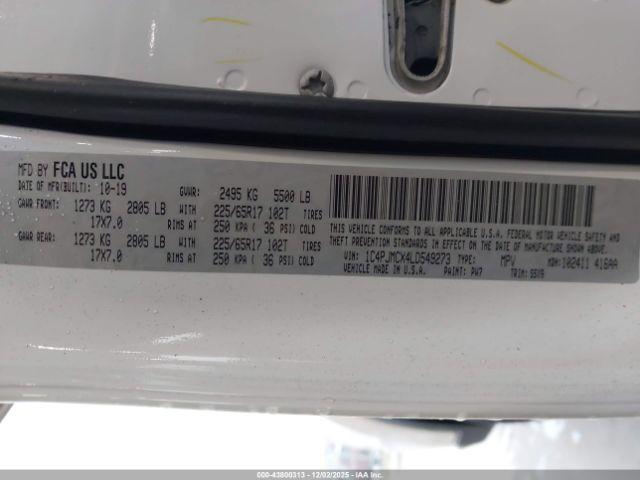 MFD BY FCA US LLC
DATE OF MFR(BUILT): 10-19 GVWR: 2495 KG 5500 LB
GAWR FRONT: 1273 KG 2805 LB WITH 225/65R17 102T TIRES
17X7.0 RIMS AT 250 KPA ( 36 PSI) COLD
GAWR REAR: 1273 KG 2805 LB WITH 225/65R17 102T TIRES
17X7.0 RIMS AT 250 KPA ( 36 PSI) COLD
THIS VEHICLE CONFORMS TO ALL APPLICABLE U.S.A. FEDERAL MOTOR VEHICLE SAFETY AND
THEFT PREVENTION STANDARDS IN EFFECT ON THE DATE OF MANUFACTURE SHOWN ABOVE.
VIN: 1C4PJMCX4LD549273 TYPE: MPV MDH: 102411 418AA
VEHICLE MADE IN U.S.A. PAINT: PW7 TRIM:
000-43800313 - 12/02/2025 -